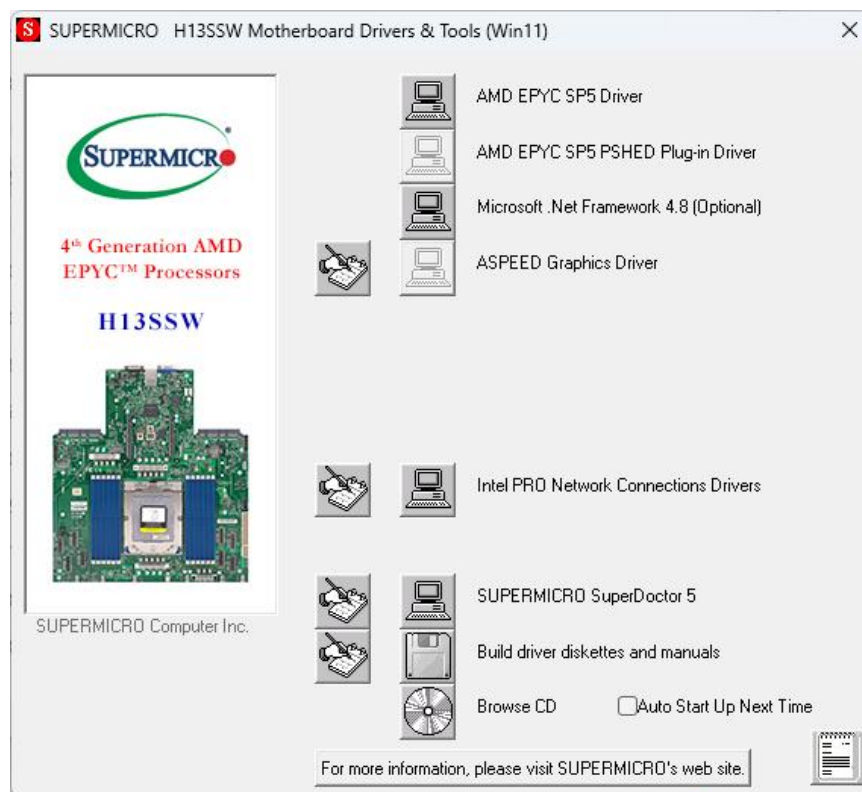 SUPERMICRO H13SSW Motherboard Drivers & Tools (Win11)
SUPERMICRO
4th Generation AMD
EPYC™ Processors
H13SSW
SUPERMICRO Computer Inc.
AMD EPYC SP5 Driver
AMD EPYC SP5 PSHED Plug-in Driver
Microsoft .Net Framework 4.8 (Optional)
ASPEED Graphics Driver
Intel PRO Network Connections Drivers
SUPERMICRO SuperDoctor 5
Build driver diskettes and manuals
Browse CD
Auto Start Up Next Time
For more information, please visit SUPERMICRO's web site.